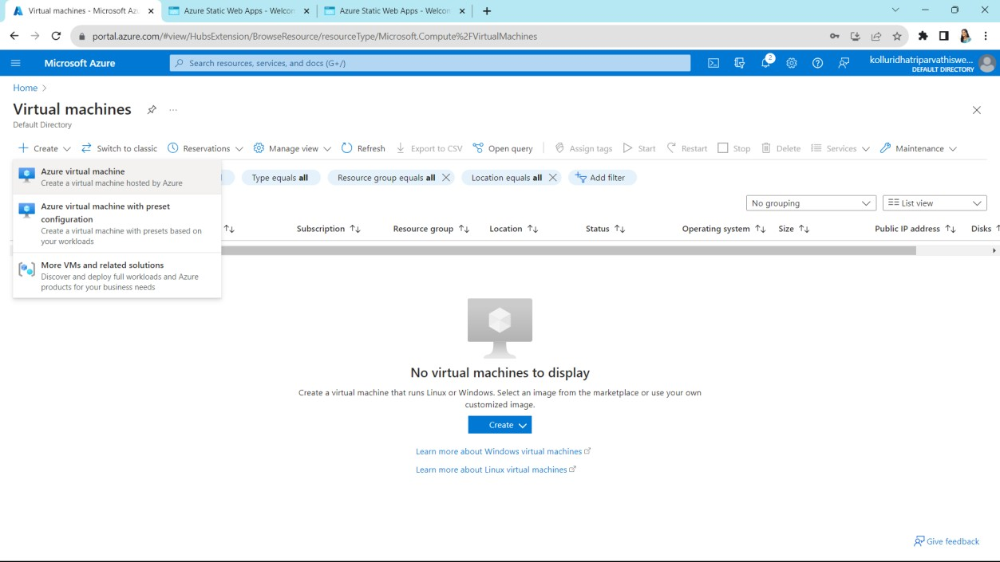 Virtual machines - Microsoft Azu
Azure Static Web Apps - Welcom
Azure Static Web Apps - Welcom
portal.azure.com/#view/HubsExtension/BrowseResource/resourceType/Microsoft.Compute%2FVirtualMachines
Microsoft Azure
Search resources, services, and docs (G+/)
2
kolluridhatriparvathiswe...
DEFAULT DIRECTORY
Home >
Virtual machines
...
Default Directory
Create
Switch to classic
Reservations
Manage view
Refresh
Export to CSV
Open query
Assign tags
Start
Restart
Stop
Delete
Services
Maintenance
Azure virtual machine
Create a virtual machine hosted by Azure
Azure virtual machine with preset
configuration
Create a virtual machine with presets based on
your workloads
More VMs and related solutions
Discover and deploy full workloads and Azure
products for your business needs
Type equals all
Resource group equals all
Location equals all
Add filter
No grouping
List view
Subscription
Resource group
Location
Status
Operating system
Size
Public IP address
Disks
No virtual machines to display
Create a virtual machine that runs Linux or Windows. Select an image from the marketplace or use your own
customized image.
Create
Learn more about Windows virtual machines
Learn more about Linux virtual machines
Give feedback